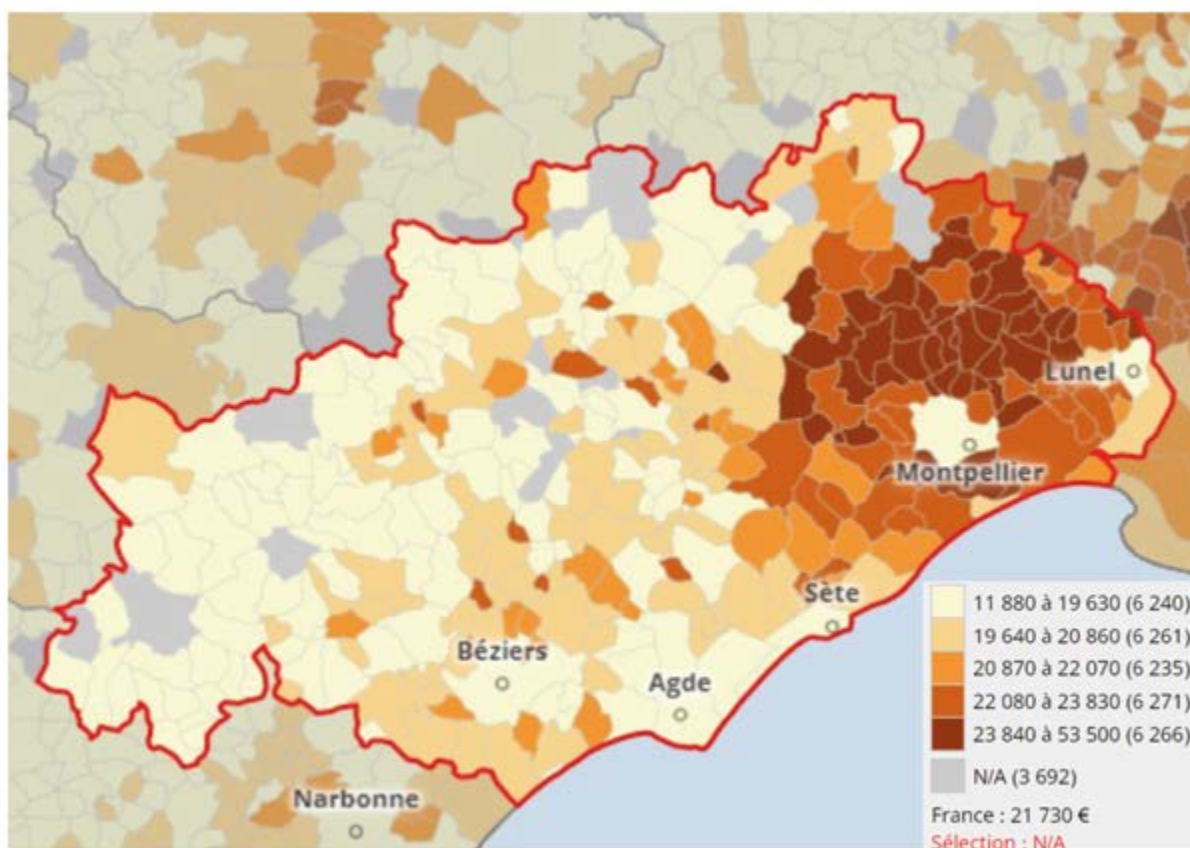 Lunel
Montpellier
Sète
Béziers
Agde
Narbonne
11 880 à 19 630 (6 240)
19 640 à 20 860 (6 261)
20 870 à 22 070 (6 235)
22 080 à 23 830 (6 271)
23 840 à 53 500 (6 266)
N/A (3 692)
France : 21 730 €
Sélection : N/A